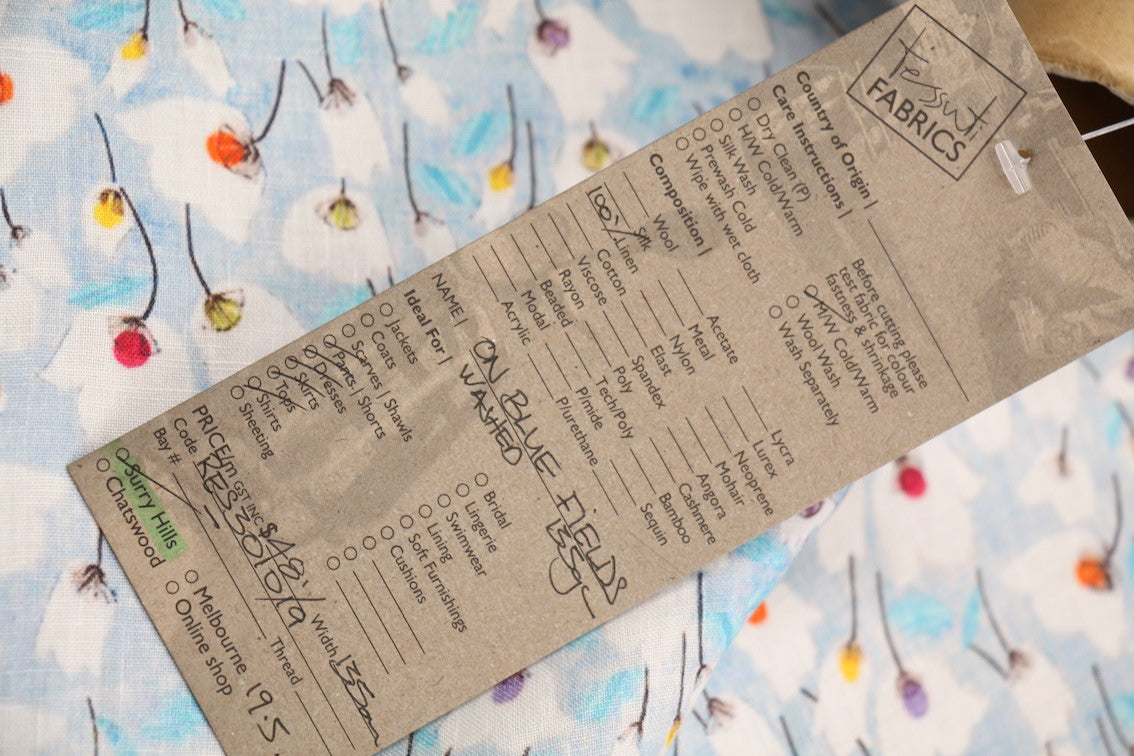 Tessuti
FABRICS
Country of Origin |
Care Instructions |
Dry Clean (P)
H/W Cold/Warm
Silk Wash
Prewash Cold
Wipe with wet cloth
Before cutting please
test fabric for colour
fastness & shrinkage
M/W Cold/Warm
Wool Wash
Wash Separately
Composition |
Wool
Silk
100% Linen
Cotton
Viscose
Rayon
Beaded
Modal
Acrylic
Acetate
Metal
Nylon
Elast
Spandex
Poly
Tech/Poly
P/mide
P/urethane
Lycra
Lurex
Neoprene
Mohair
Angora
Cashmere
Bamboo
Sequin
NAME | ON BLUE FIELDS
WASHED 135gr
Ideal For |
Jackets
Coats
Scarves | Shawls
Pants | Shorts
Dresses
Skirts
Tops
Shirts
Sheeting
Bridal
Lingerie
Swimwear
Lining
Soft Furnishings
Cushions
PRICE/m GST INC $48 Width 135cm
Code RES3010/9 Thread
Bay #
Surry Hills
Chatswood
Melbourne
Online shop
19.5